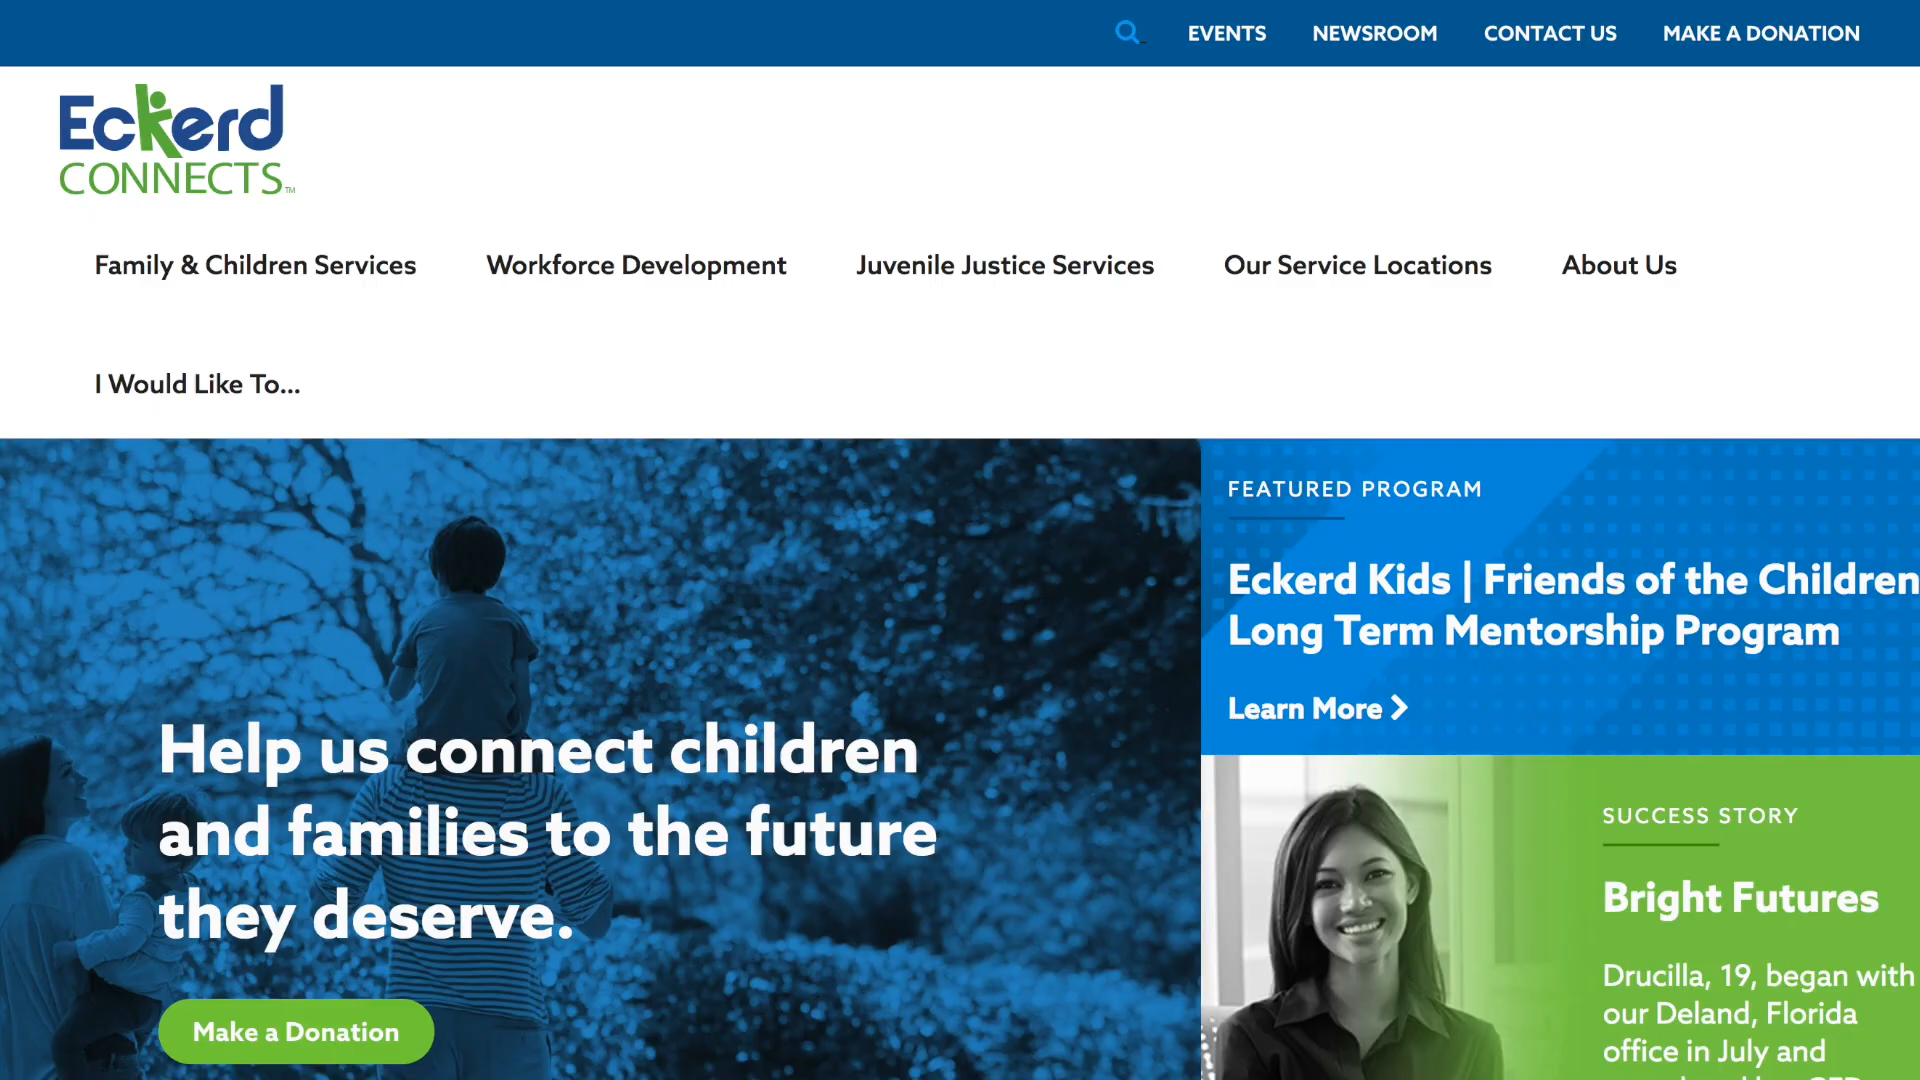 EVENTS NEWSROOM CONTACT US MAKE A DONATION
Eckerd
CONNECTS™
Family & Children Services Workforce Development Juvenile Justice Services Our Service Locations About Us
I Would Like To...
Help us connect children
and families to the future
they deserve.
Make a Donation
FEATURED PROGRAM
Eckerd Kids | Friends of the Children
Long Term Mentorship Program
Learn More
SUCCESS STORY
Bright Futures
Drucilla, 19, began with
our Deland, Florida
office in July and